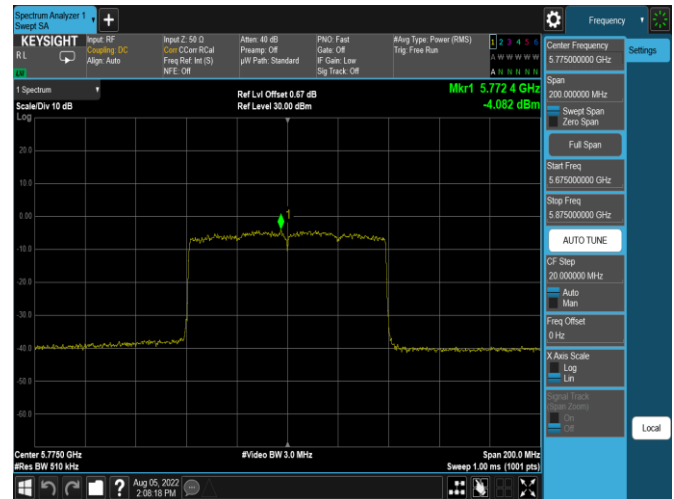 Spectrum Analyzer 1
Swept SA
Frequency
KEYSIGHT
R L
Input: RF
Coupling: DC
Align: Auto
Input Z: 50 Ω
Corr CCorr RCal
Freq Ref: Int (S)
NFE: Off
Atten: 40 dB
Preamp: Off
µW Path: Standard
PNO: Fast
Gate: Off
IF Gain: Low
Sig Track: Off
#Avg Type: Power (RMS)
Trig: Free Run
1 2 3 4 5 6
A W W W W W
A N N N N N
1 Spectrum
Scale/Div 10 dB
Log
Ref Lvl Offset 0.67 dB
Ref Level 30.00 dBm
Mkr1 5.772 4 GHz
-4.082 dBm
20.0
10.0
0.00
-10.0
-20.0
-30.0
-40.0
-50.0
-60.0
1
Center 5.7750 GHz
#Res BW 510 kHz
#Video BW 3.0 MHz
Span 200.0 MHz
Sweep 1.00 ms (1001 pts)
Aug 05, 2022
2:08:18 PM
Center Frequency
5.775000000 GHz
Settings
Span
200.000000 MHz
Swept Span
Zero Span
Full Span
Start Freq
5.675000000 GHz
Stop Freq
5.875000000 GHz
AUTO TUNE
CF Step
20.000000 MHz
Auto
Man
Freq Offset
0 Hz
X Axis Scale
Log
Lin
Signal Track
(Span Zoom)
On
Off
Local